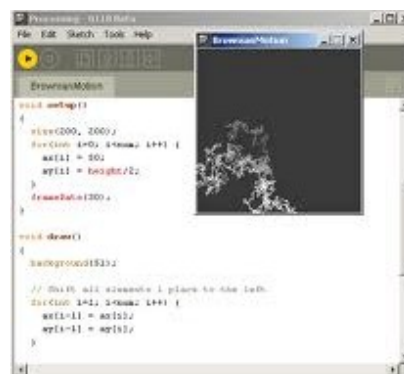 Processing - 0110 Beta
File Edit Sketch Tools Help
BrownianMotion
BrownianMotion
void setup()
{
size(200, 200);
for(int i=0; i<num; i++) {
ax[i] = 50;
ay[i] = height/2;
}
frameRate(30);
}
void draw()
{
background(51);
// Shift all elements 1 place to the left
for(int i=1; i<num; i++) {
ax[i-1] = ax[i];
ay[i-1] = ay[i];
}